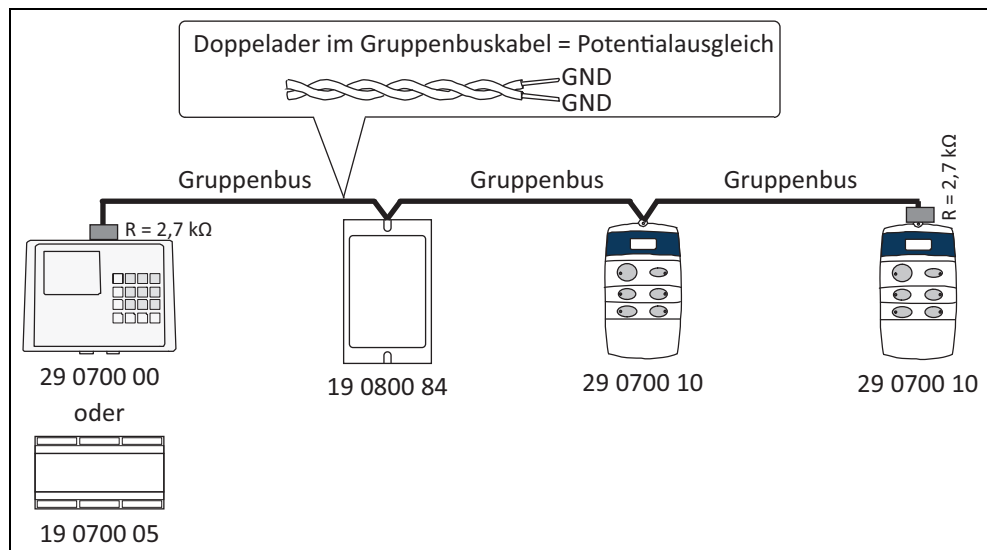 Doppelader im Gruppenbuskabel = Potentialausgleich
GND
GND
Gruppenbus
Gruppenbus
Gruppenbus
R = 2,7 kΩ
R = 2,7 kΩ
29 0700 00
19 0800 84
29 0700 10
29 0700 10
oder
19 0700 05